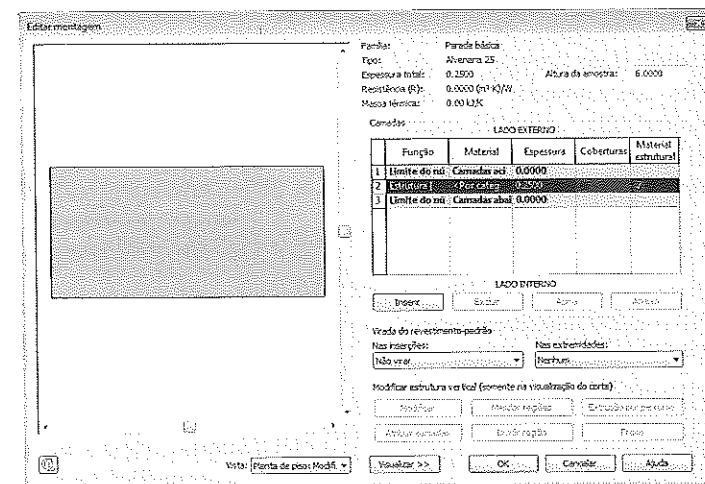 Editar montagem
Família: Parede básica
Tipo: Alvenaria 25
Espessura total: 0.2500 Altura da amostra: 6.0000
Resistência (R): 0.0000 (m²·K)/W
Massa térmica: 0.00 kJ/K
Camadas
LADO EXTERNO
Função Material Espessura Coberturas Material estrutural
1 Limite do nú Camadas aci 0.0000
2 Estrutura [ <Por categ 0.2500
3 Limite do nú Camadas abai 0.0000
LADO INTERNO
Inserir Excluir Acima Abaixo
Virada do revestimento-padrão
Nas inserções: Nas extremidades:
Não virar Nenhum
Modificar estrutura vertical (somente na visualização do corte)
Modificar Mesclar regiões Extrusão por percurso
Atribuir camadas Dividir região Frisos
Vista: Planta de piso: Modifi. Visualizar >> OK Cancelar Ajuda